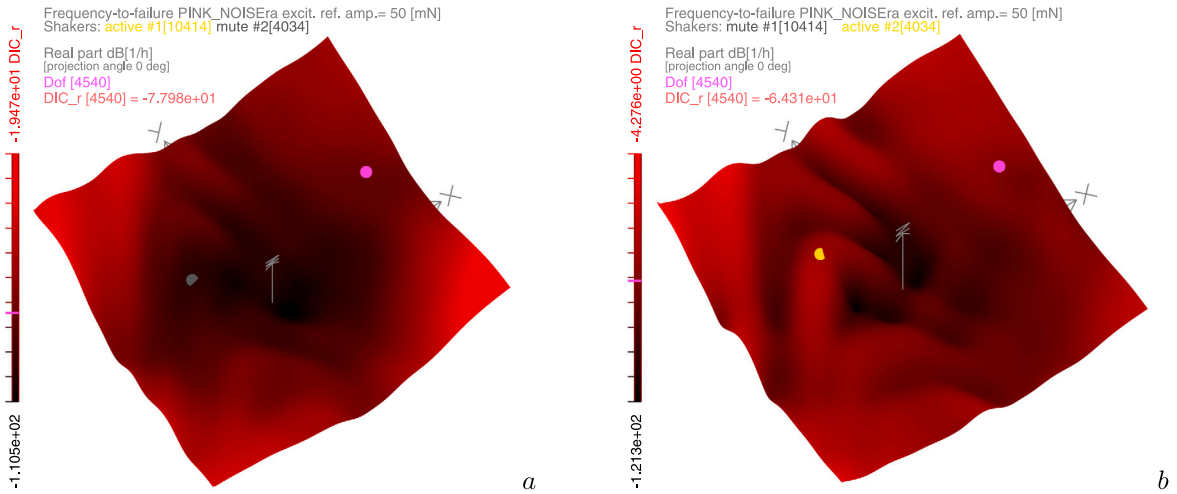 Frequency-to-failure PINK_NOISEra excit. ref. amp.= 50 [mN]
Shakers: active #1[10414] mute #2[4034]
Real part dB[1/h]
[projection angle 0 deg]
Dof [4540]
DIC_r [4540] = -7.798e+01
-1.947e+01 DIC_r
-1.105e+02
Y
X
Z
a
Frequency-to-failure PINK_NOISEra excit. ref. amp.= 50 [mN]
Shakers: mute #1[10414] active #2[4034]
Real part dB[1/h]
[projection angle 0 deg]
Dof [4540]
DIC_r [4540] = -6.431e+01
-4.276e+00 DIC_r
-1.213e+02
Y
X
Z
b